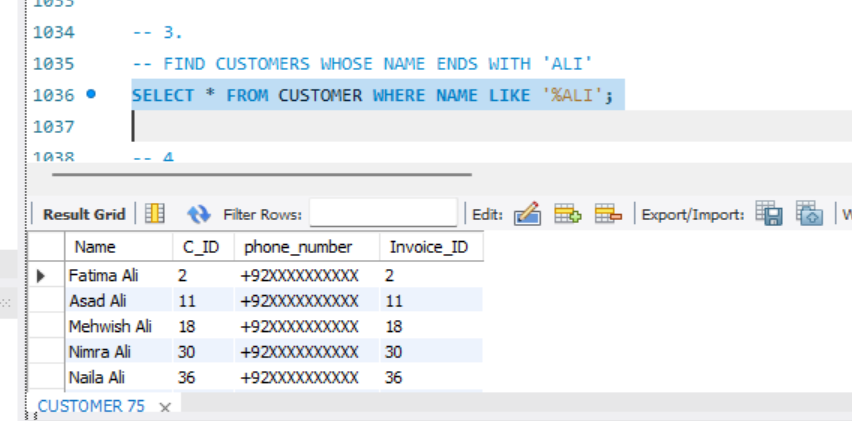 1033
1034 -- 3.
1035 -- FIND CUSTOMERS WHOSE NAME ENDS WITH 'ALI'
1036 SELECT * FROM CUSTOMER WHERE NAME LIKE '%ALI';
1037
1038 -- 4
Result Grid Filter Rows: Edit: Export/Import:
Name C_ID phone_number Invoice_ID
Fatima Ali 2 +92XXXXXXXXXX 2
Asad Ali 11 +92XXXXXXXXXX 11
Mehwish Ali 18 +92XXXXXXXXXX 18
Nimra Ali 30 +92XXXXXXXXXX 30
Naila Ali 36 +92XXXXXXXXXX 36
CUSTOMER 75